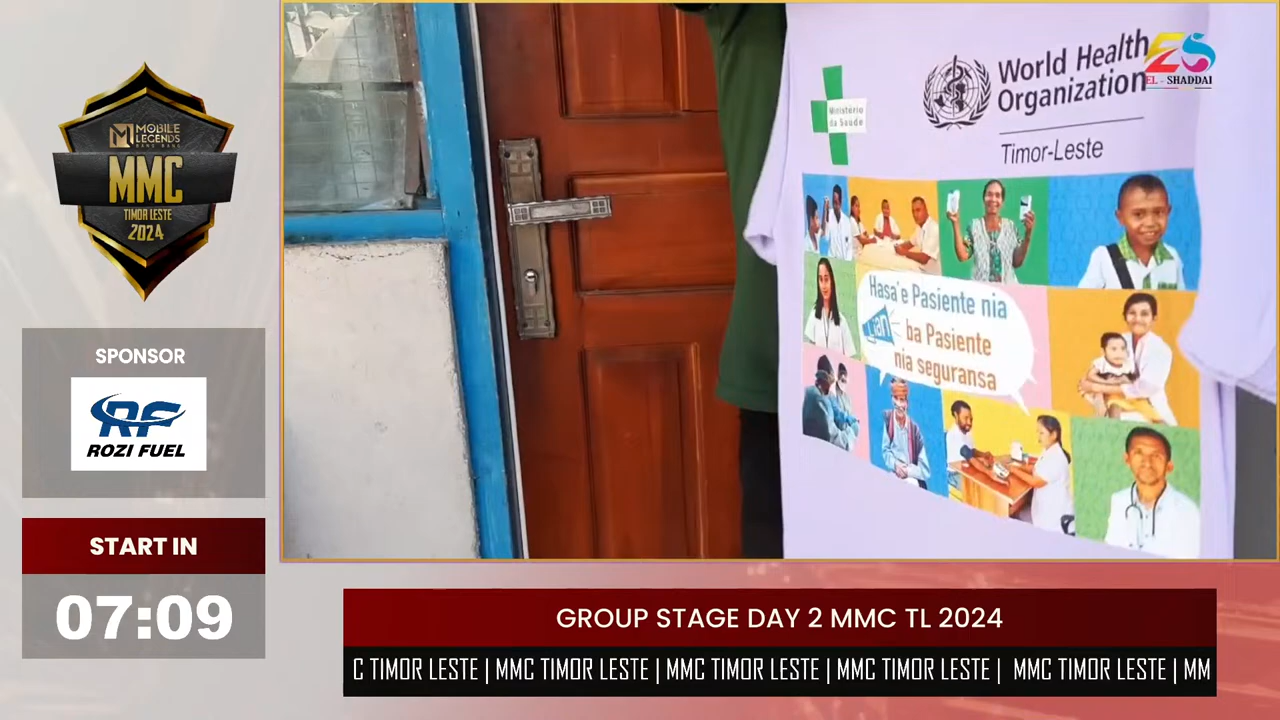 MOBILE
LEGENDS
BANG BANG
MMC
TIMOR LESTE
2024
SPONSOR
RF
ROZI FUEL
START IN
07:09
Ministério
da Saúde
World Health
Organization
Timor-Leste
ES
EL - SHADDAI
Hasa'e Pasiente nia
Lian ba Pasiente
nia seguransa
GROUP STAGE DAY 2 MMC TL 2024
C TIMOR LESTE | MMC TIMOR LESTE | MMC TIMOR LESTE | MMC TIMOR LESTE | MMC TIMOR LESTE | MM